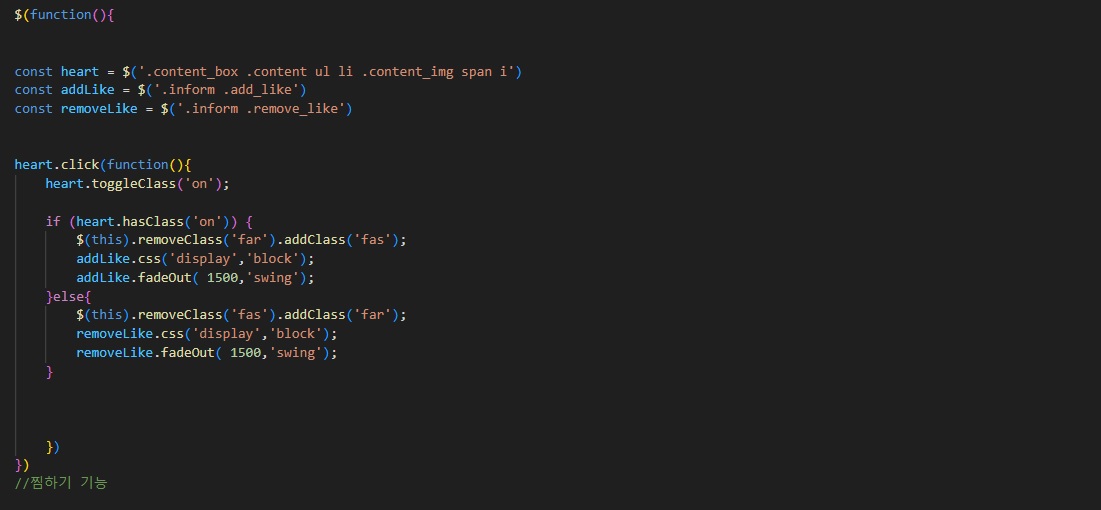 $(function(){
const heart = $('.content_box .content ul li .content_img span i')
const addLike = $('.inform .add_like')
const removeLike = $('.inform .remove_like')
heart.click(function(){
heart.toggleClass('on');
if (heart.hasClass('on')) {
$(this).removeClass('far').addClass('fas');
addLike.css('display','block');
addLike.fadeOut( 1500,'swing');
}else{
$(this).removeClass('fas').addClass('far');
removeLike.css('display','block');
removeLike.fadeOut( 1500,'swing');
}
})
})
//찜하기 기능